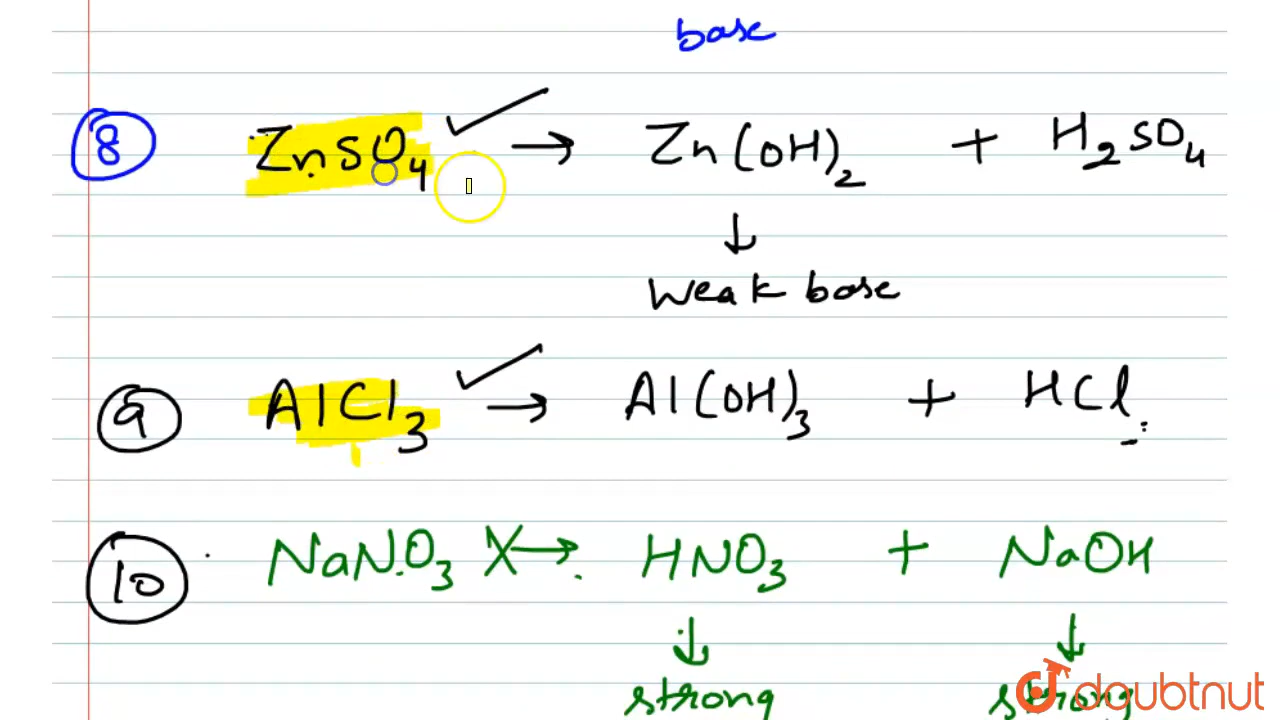 base
8 ZnSO4 ✓ → Zn(OH)2 + H2SO4
↓
Weak base
9 AlCl3 ✓ → Al(OH)3 + HCl
10 NaNO3 X → HNO3 + NaOH
↓ ↓
strong strong
doubtnut